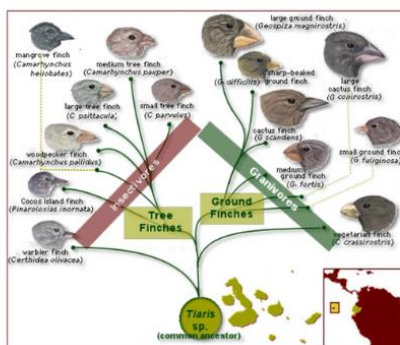 mangrove finch
(Camarhynchus
heliobates)
medium tree finch
(Camarhynchus pauper)
large ground finch
(Geospiza magnirostris)
(G. difficilis)
sharp-beaked
ground finch
large
cactus finch
(G. conirostris)
large tree finch
(C psittacula)
small tree finch
(C parvulus)
cactus finch
(G scandens)
woodpecker finch
(Camarhynchus pallidus)
medium
ground finch
(G. fortis)
small ground finch
(G. fuliginosa)
Insectivores
Granivores
Cocos Island finch
(Pinaroloxias inornata)
Tree
Finches
Ground
Finches
vegetarian finch
(C crassirostris)
warbler finch
(Certhidea olivacea)
Tiaris
sp.
(common ancestor)